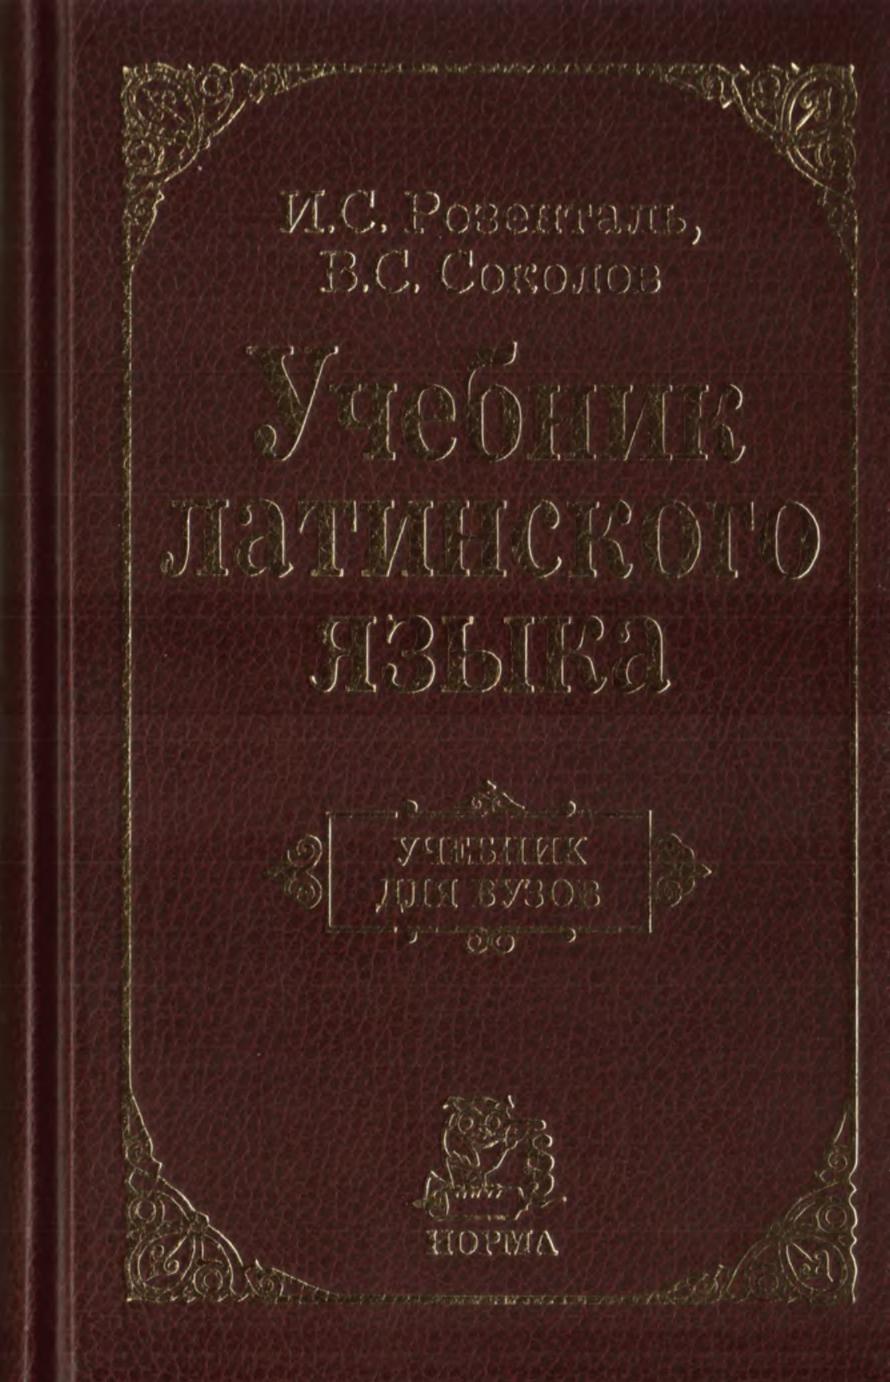 И.С. Розенталь,
В.С. Соколов
Учебник
латинского
языка
УЧЕБНИК
ДЛЯ ВУЗОВ
НОРМА